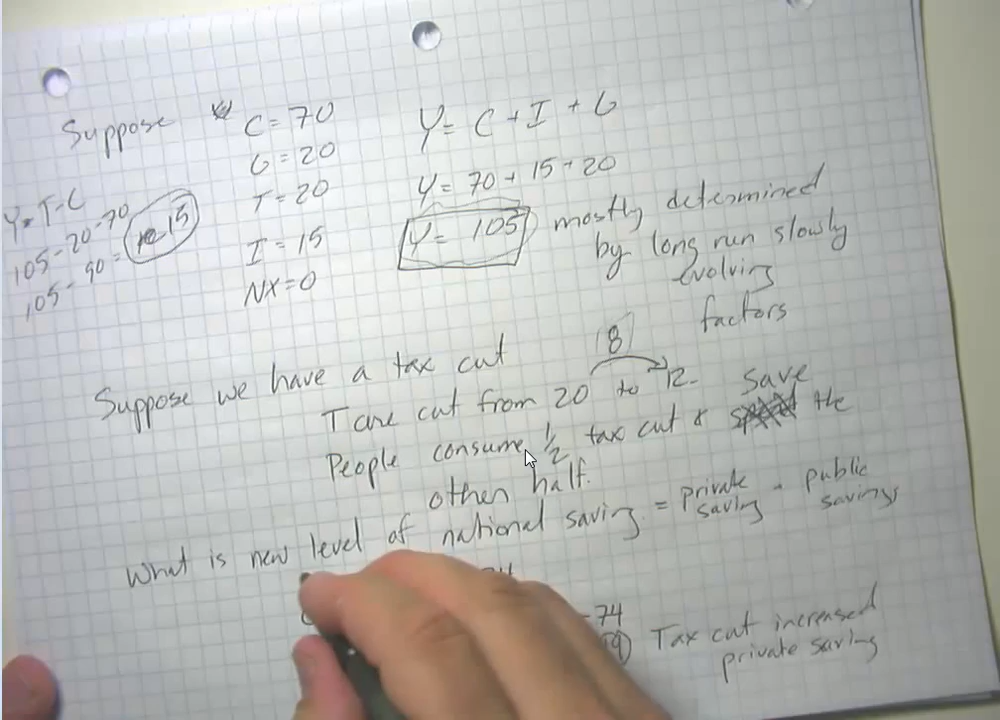 Suppose C = 70 Y = C + I + G
G = 20
T = 20 Y = 70 + 15 + 20
I = 15 Y = 105 mostly determined
NX = 0 by long run slowly
evolving
factors
Y - T - C
105 - 20 - 70
105 - 90 = 15
Suppose we have a tax cut 8
T are cut from 20 to 12. Save
People consume 1/2 tax cut & the
other half.
What is new level of national saving = private saving - public savings
- 74
19 Tax cut increased
private saving